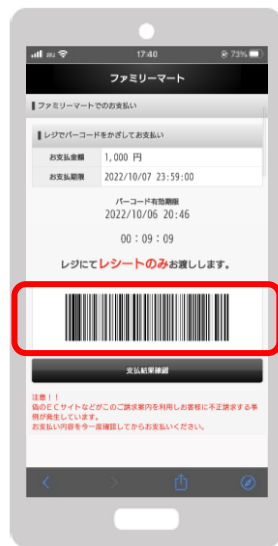 au 17:40 73%
ファミリーマート
ファミリーマートでのお支払い
レジでバーコードをかざしてお支払い
お支払金額 1,000 円
お支払期限 2022/10/07 23:59:00
バーコード有効期限
2022/10/06 20:46
00:09:09
レジにてレシートのみお渡しします。
支払結果確認
注意！！
偽のＥＣサイトなどがこのご請求案内を利用しお客様に不正請求する事
例が発生しています。
お支払い内容を今一度確認してからお支払いください。